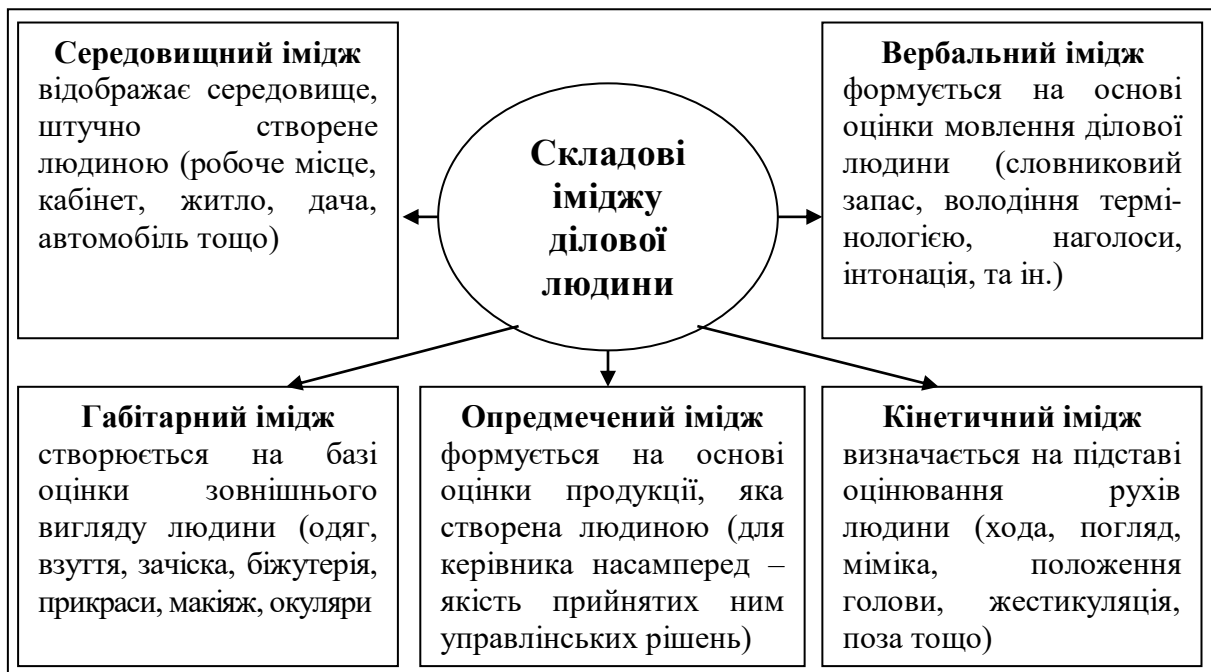 Середовищний імідж
відображає середовище,
штучно створене
людиною (робоче місце,
кабінет, житло, дача,
автомобіль тощо)
Складові
іміджу
ділової
людини
Вербальний імідж
формується на основі
оцінки мовлення ділової
людини (словниковий
запас, володіння термі-
нологією, наголоси,
інтонація, та ін.)
Габітарний імідж
створюється на базі
оцінки зовнішнього
вигляду людини (одяг,
взуття, зачіска, біжутерія,
прикраси, макіяж, окуляри
Опредмечений імідж
формується на основі
оцінки продукції, яка
створена людиною (для
керівника насамперед –
якість прийнятих ним
управлінських рішень)
Кінетичний імідж
визначається на підставі
оцінювання рухів
людини (хода, погляд,
міміка, положення
голови, жестикуляція,
поза тощо)